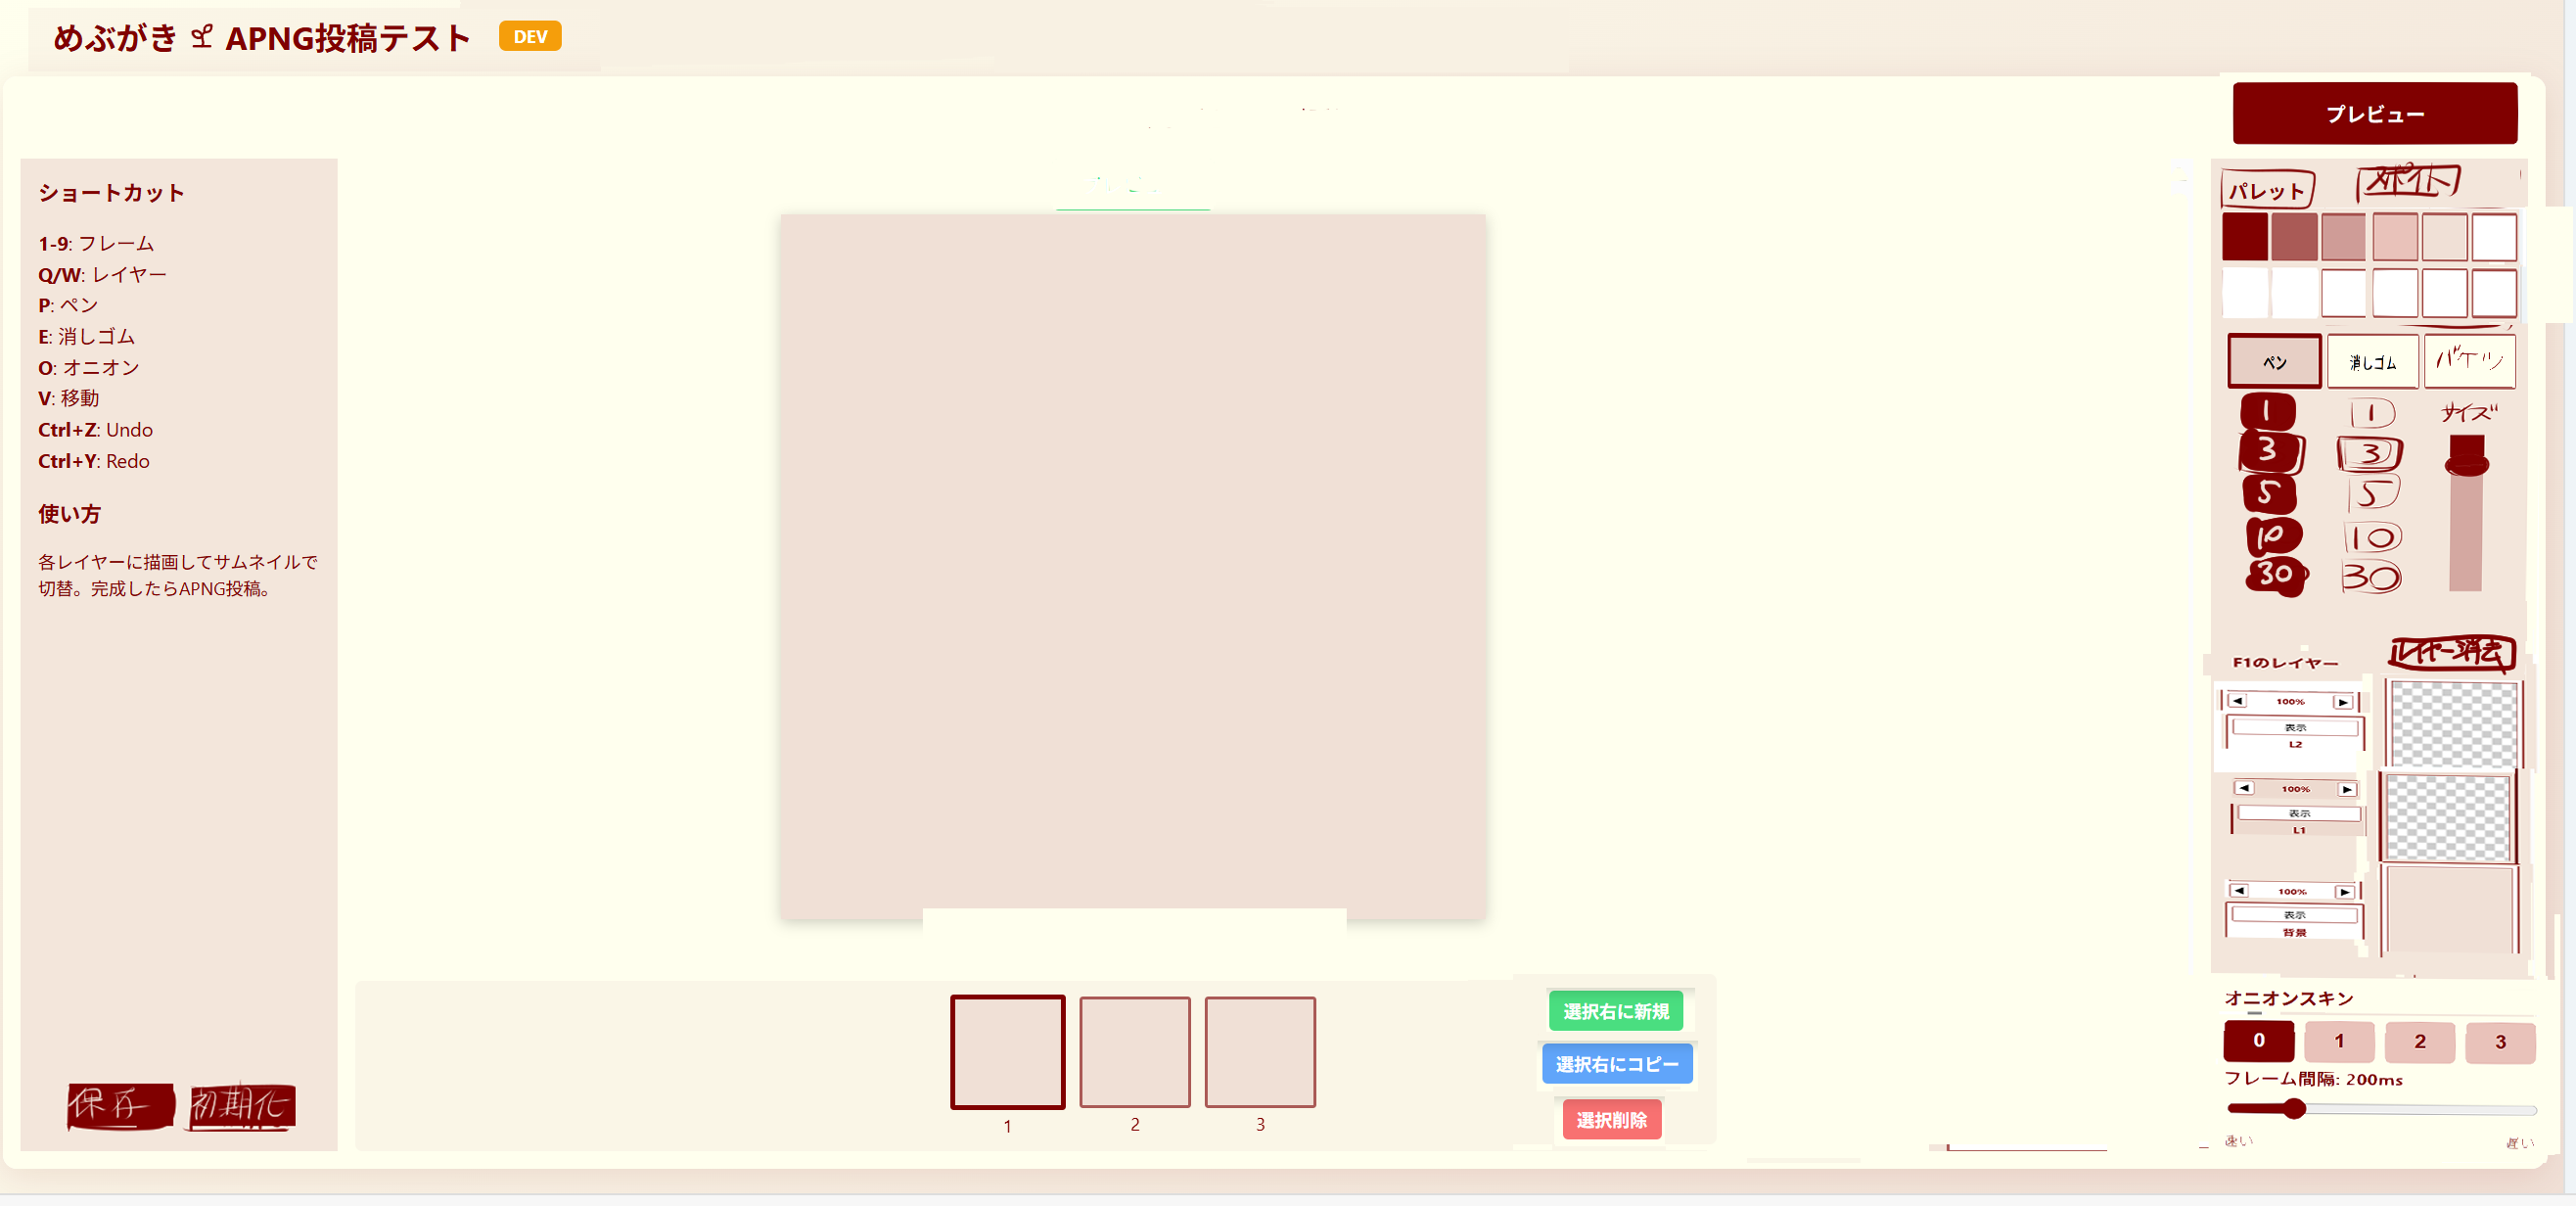 めぶがき APNG投稿テスト DEV
プレビュー
ショートカット
1-9: フレーム
Q/W: レイヤー
P: ペン
E: 消しゴム
O: オニオン
V: 移動
Ctrl+Z: Undo
Ctrl+Y: Redo
使い方
各レイヤーに描画してサムネイルで
切替。完成したらAPNG投稿。
保存 初期化
1 2 3
選択右に新規
選択右にコピー
選択削除
パレット スポイト
ペン 消しゴム バケツ
1 1 サイズ
3 3
5 5
10 10
30 30
F1のレイヤー レイヤー消去
◀ 100% ▶
表示
L2
◀ 100% ▶
表示
L1
◀ 100% ▶
表示
背景
オニオンスキン
0 1 2 3
フレーム間隔: 200ms
速い 遅い